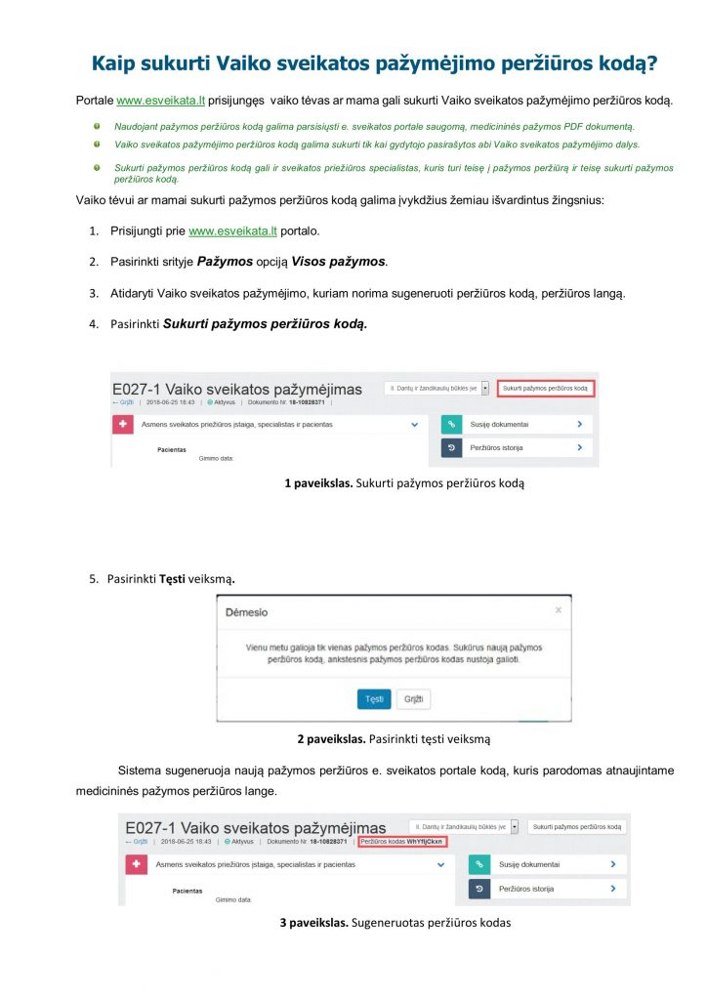 Kaip sukurti Vaiko sveikatos pažymėjimo peržiūros kodą?
Portale www.esveikata.lt prisijungęs vaiko tėvas ar mama gali sukurti Vaiko sveikatos pažymėjimo peržiūros kodą.
Naudojant pažymos peržiūros kodą galima parsisiųsti e. sveikatos portale saugomą, medicininės pažymos PDF dokumentą.
Vaiko sveikatos pažymėjimo peržiūros kodą galima sukurti tik kai gydytojo pasirašytos abi Vaiko sveikatos pažymėjimo dalys.
Sukurti pažymos peržiūros kodą gali ir sveikatos priežiūros specialistas, kuris turi teisę į pažymos peržiūrą ir teisę sukurti pažymos
peržiūros kodą.
Vaiko tėvui ar mamai sukurti pažymos peržiūros kodą galima įvykdžius žemiau išvardintus žingsnius:
1. Prisijungti prie www.esveikata.lt portalo.
2. Pasirinkti srityje Pažymos opciją Visos pažymos.
3. Atidaryti Vaiko sveikatos pažymėjimo, kuriam norima sugeneruoti peržiūros kodą, peržiūros langą.
4. Pasirinkti Sukurti pažymos peržiūros kodą.
E027-1 Vaiko sveikatos pažymėjimas
II. Dantų ir žandikaulių būklės įve
Sukurti pažymos peržiūros kodą
← Grįžti | 2018-06-25 18:43 | Aktyvus | Dokumento Nr. 18-10828371 |
Asmens sveikatos priežiūros įstaiga, specialistas ir pacientas
Susiję dokumentai
Pacientas
Peržiūros istorija
Gimimo data:
1 paveikslas. Sukurti pažymos peržiūros kodą
5. Pasirinkti Tęsti veiksmą.
Dėmesio x
Vienu metu galioja tik vienas pažymos peržiūros kodas. Sukūrus naują pažymos
peržiūros kodą, ankstesnis pažymos peržiūros kodas nustoja galioti.
Tęsti Grįžti
2 paveikslas. Pasirinkti tęsti veiksmą
Sistema sugeneruoja naują pažymos peržiūros e. sveikatos portale kodą, kuris parodomas atnaujintame
medicininės pažymos peržiūros lange.
E027-1 Vaiko sveikatos pažymėjimas
II. Dantų ir žandikaulių būklės įve
Sukurti pažymos peržiūros kodą
← Grįžti | 2018-06-25 18:43 | Aktyvus | Dokumento Nr. 18-10828371 | Peržiūros kodas WhYfIjCkxn
Asmens sveikatos priežiūros įstaiga, specialistas ir pacientas
Susiję dokumentai
Pacientas
Peržiūros istorija
Gimimo data:
3 paveikslas. Sugeneruotas peržiūros kodas